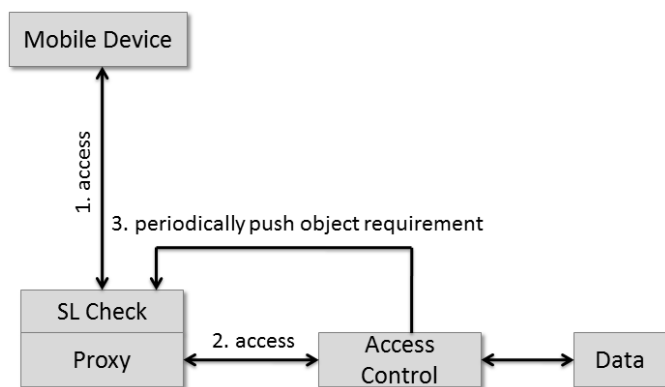 Mobile Device
1. access
3. periodically push object requirement
SL Check
Proxy
2. access
Access
Control
Data